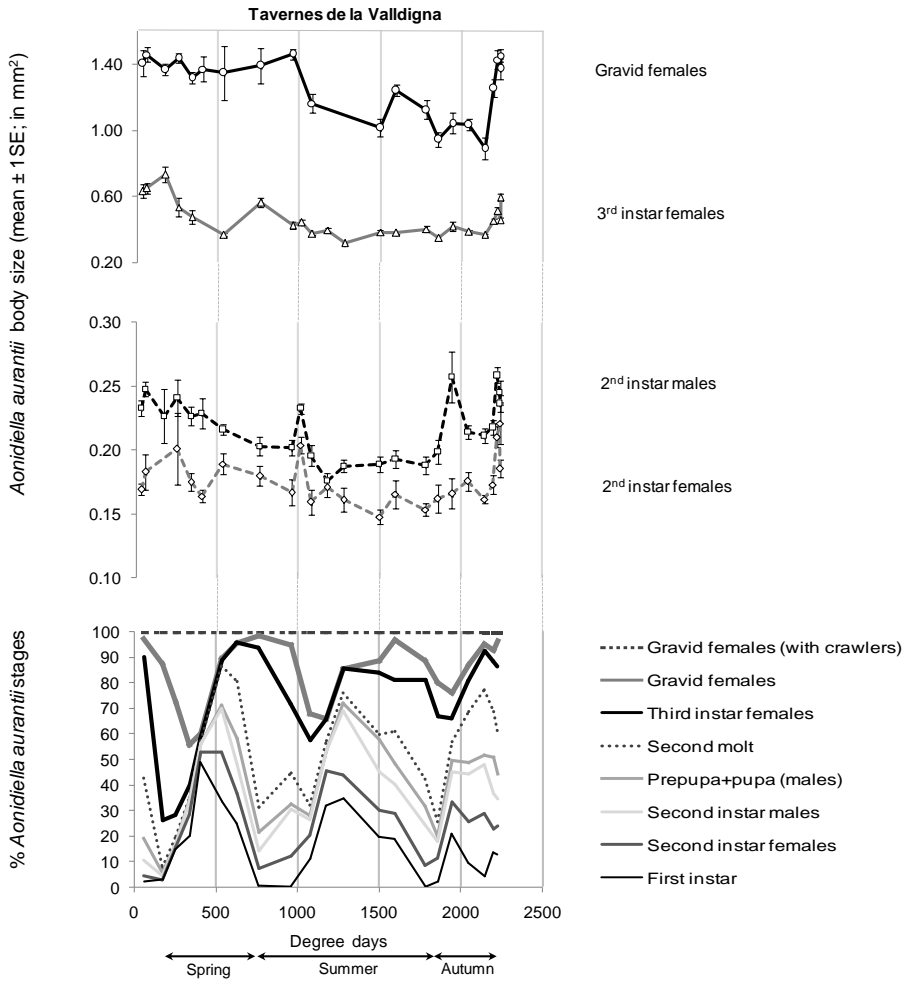 Tavernes de la Valldigna
Aonidiella aurantii body size (mean ± 1SE; in mm²)
1.40
1.00
0.60
0.20
Gravid females
3rd instar females
0.30
0.25
0.20
0.15
0.10
2nd instar males
2nd instar females
% Aonidiella aurantii stages
100
90
80
70
60
50
40
30
20
10
0
0 500 1000 1500 2000 2500
Degree days
Spring Summer Autumn
Gravid females (with crawlers)
Gravid females
Third instar females
Second molt
Prepupa+pupa (males)
Second instar males
Second instar females
First instar